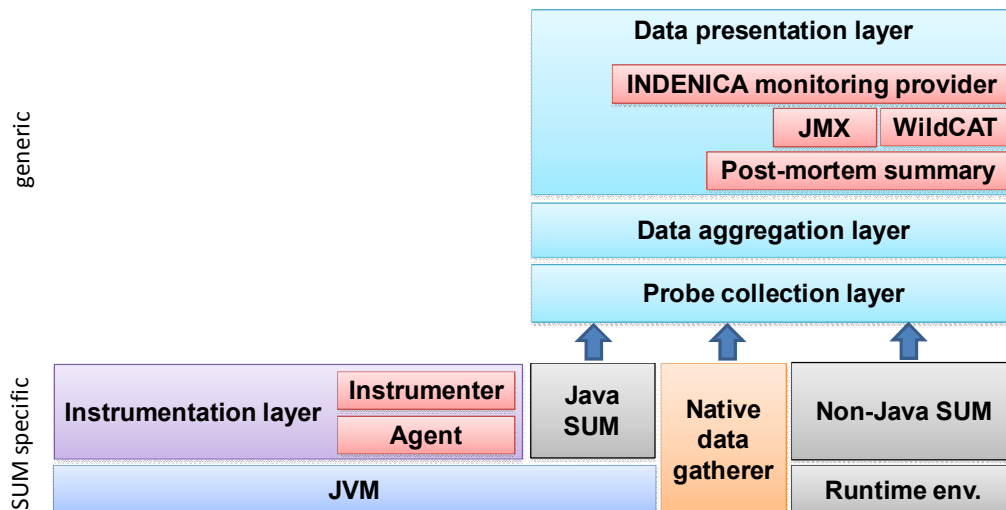 Data presentation layer
INDENICA monitoring provider
JMX
WildCAT
Post-mortem summary
generic
Data aggregation layer
Probe collection layer
SUM specific
Instrumentation layer
Instrumenter
Agent
Java
SUM
Native
data
gatherer
Non-Java SUM
JVM
Runtime env.